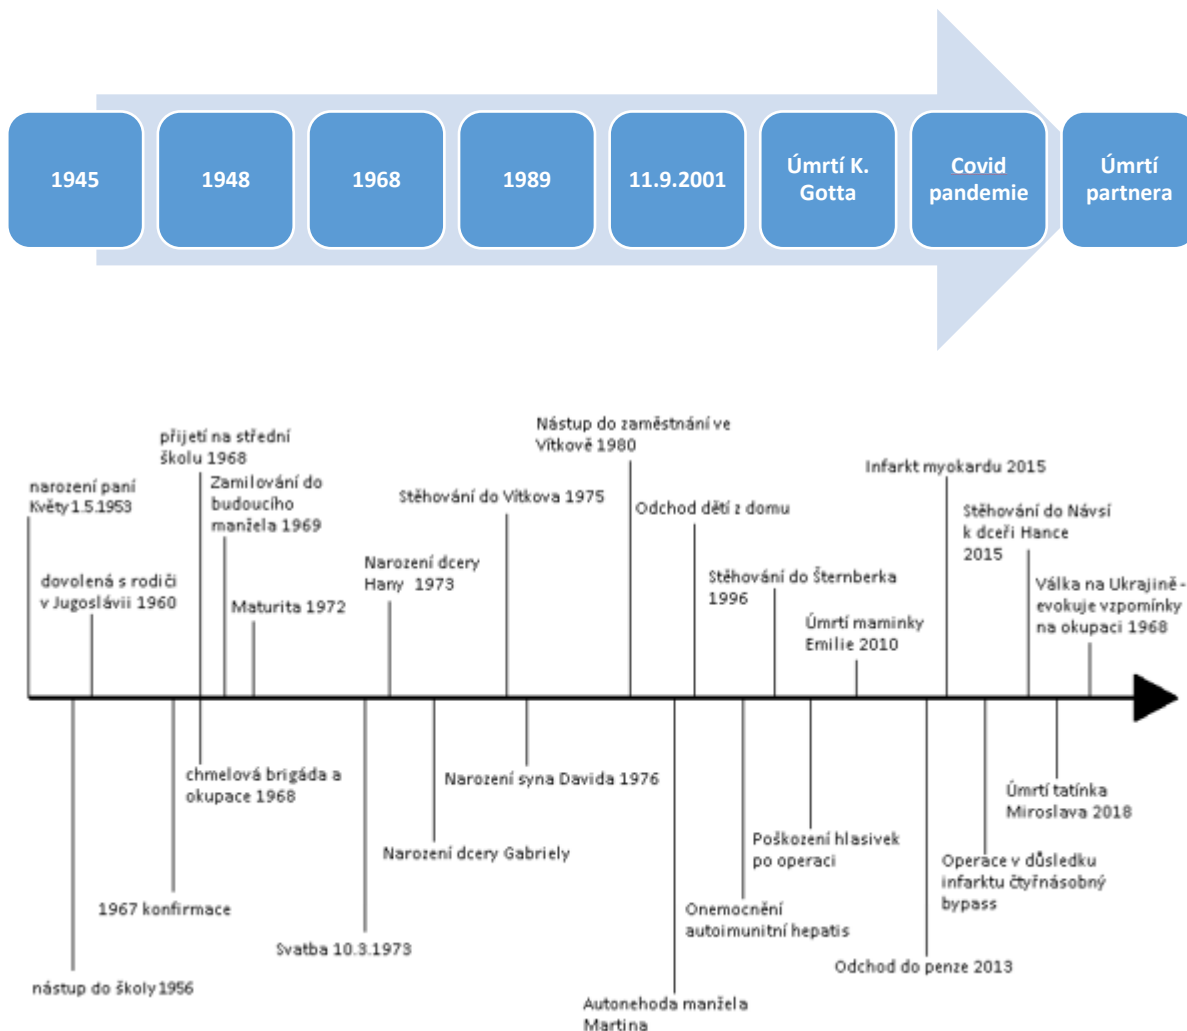 1945
1948
1968
1989
11.9.2001
Úmrtí K.
Gotta
Covid
pandemie
Úmrtí
partnera
Nástup do zaměstnání ve
Vítkově 1980
přijetí na střední
školu 1968
Infarkt myokardu 2015
narození paní
Květy 1.5.1953
Zamilování do
budoucího
manžela 1969
Stěhování do Vítkova 1975
Odchod dětí z domu
Stěhování do Návsí
k dceři Hance
2015
dovolená s rodiči
v Jugoslávii 1960
Maturita 1972
Narození dcery
Hany 1973
Stěhování do Šternberka
1996
Úmrtí maminky
Emilie 2010
Válka na Ukrajině -
evokuje vzpomínky
na okupaci 1968
chmelová brigáda a
okupace 1968
Narození syna Davida 1976
Úmrtí tatínka
Miroslava 2018
Narození dcery Gabriely
Poškození hlasivek
po operaci
Operace v důsledku
infarktu čtyřnásobný
bypass
1967 konfirmace
Onemocnění
autoimunitní hepatis
Svatba 10.3.1973
Odchod do penze 2013
nástup do školy 1956
Autonehoda manžela
Martina